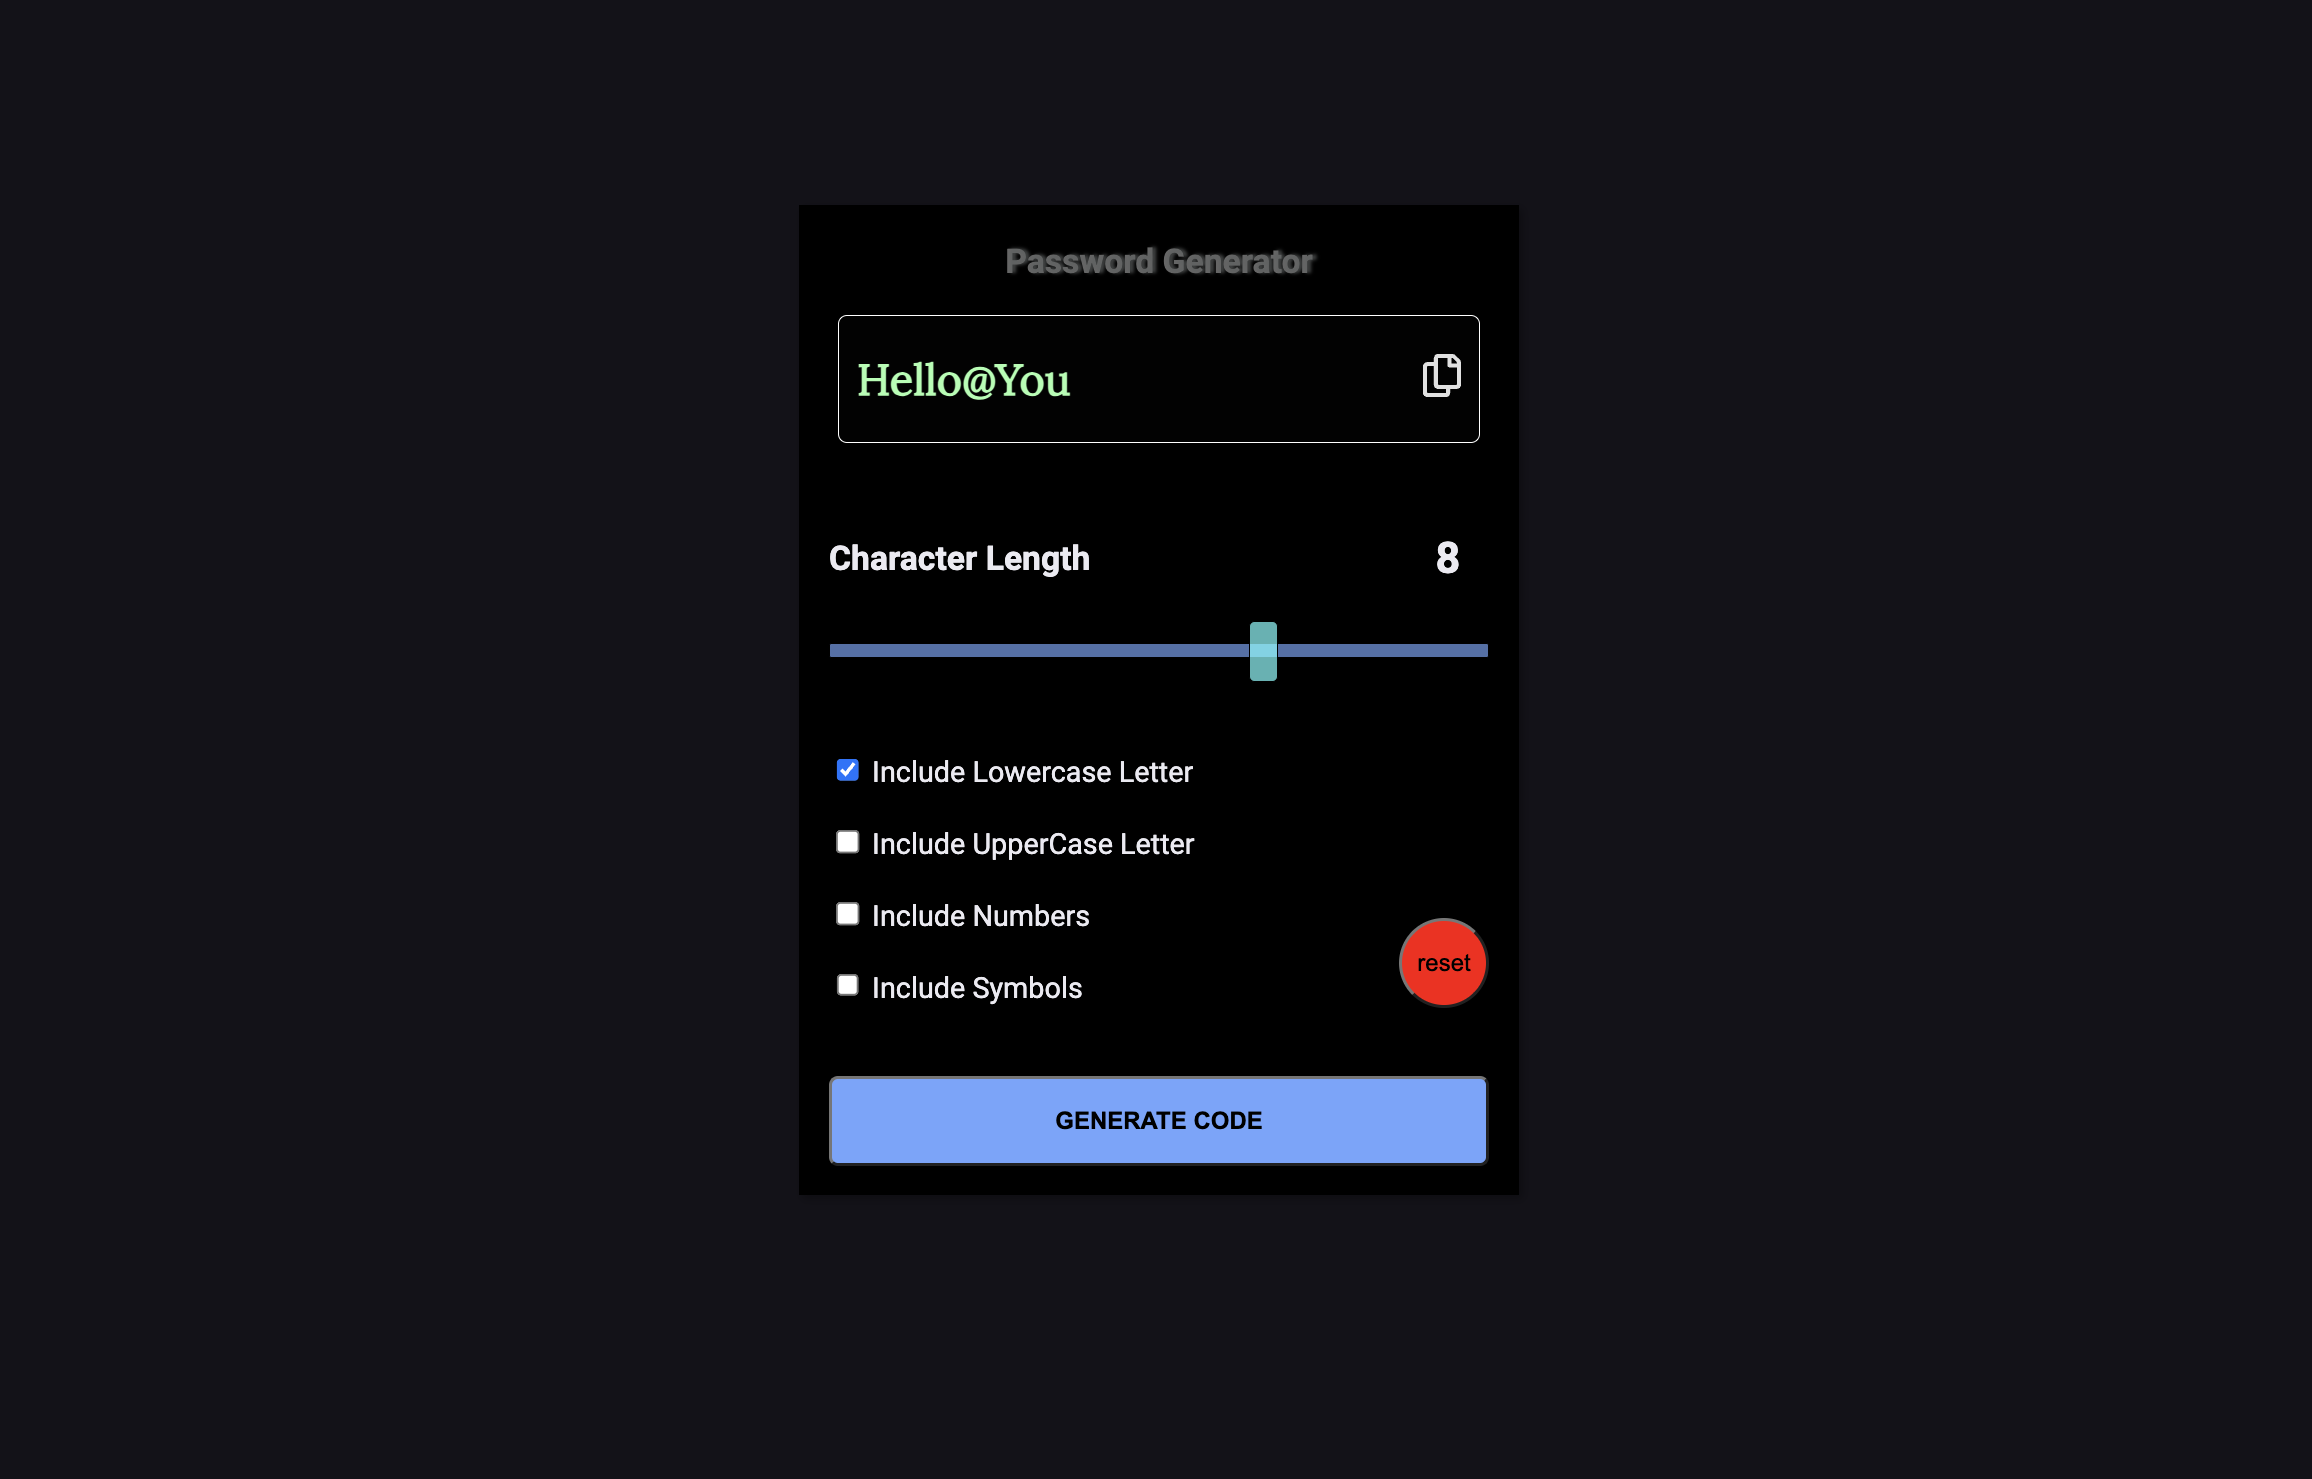 Password Generator
Hello@You
Character Length 8
Include Lowercase Letter
Include UpperCase Letter
Include Numbers
reset
Include Symbols
GENERATE CODE